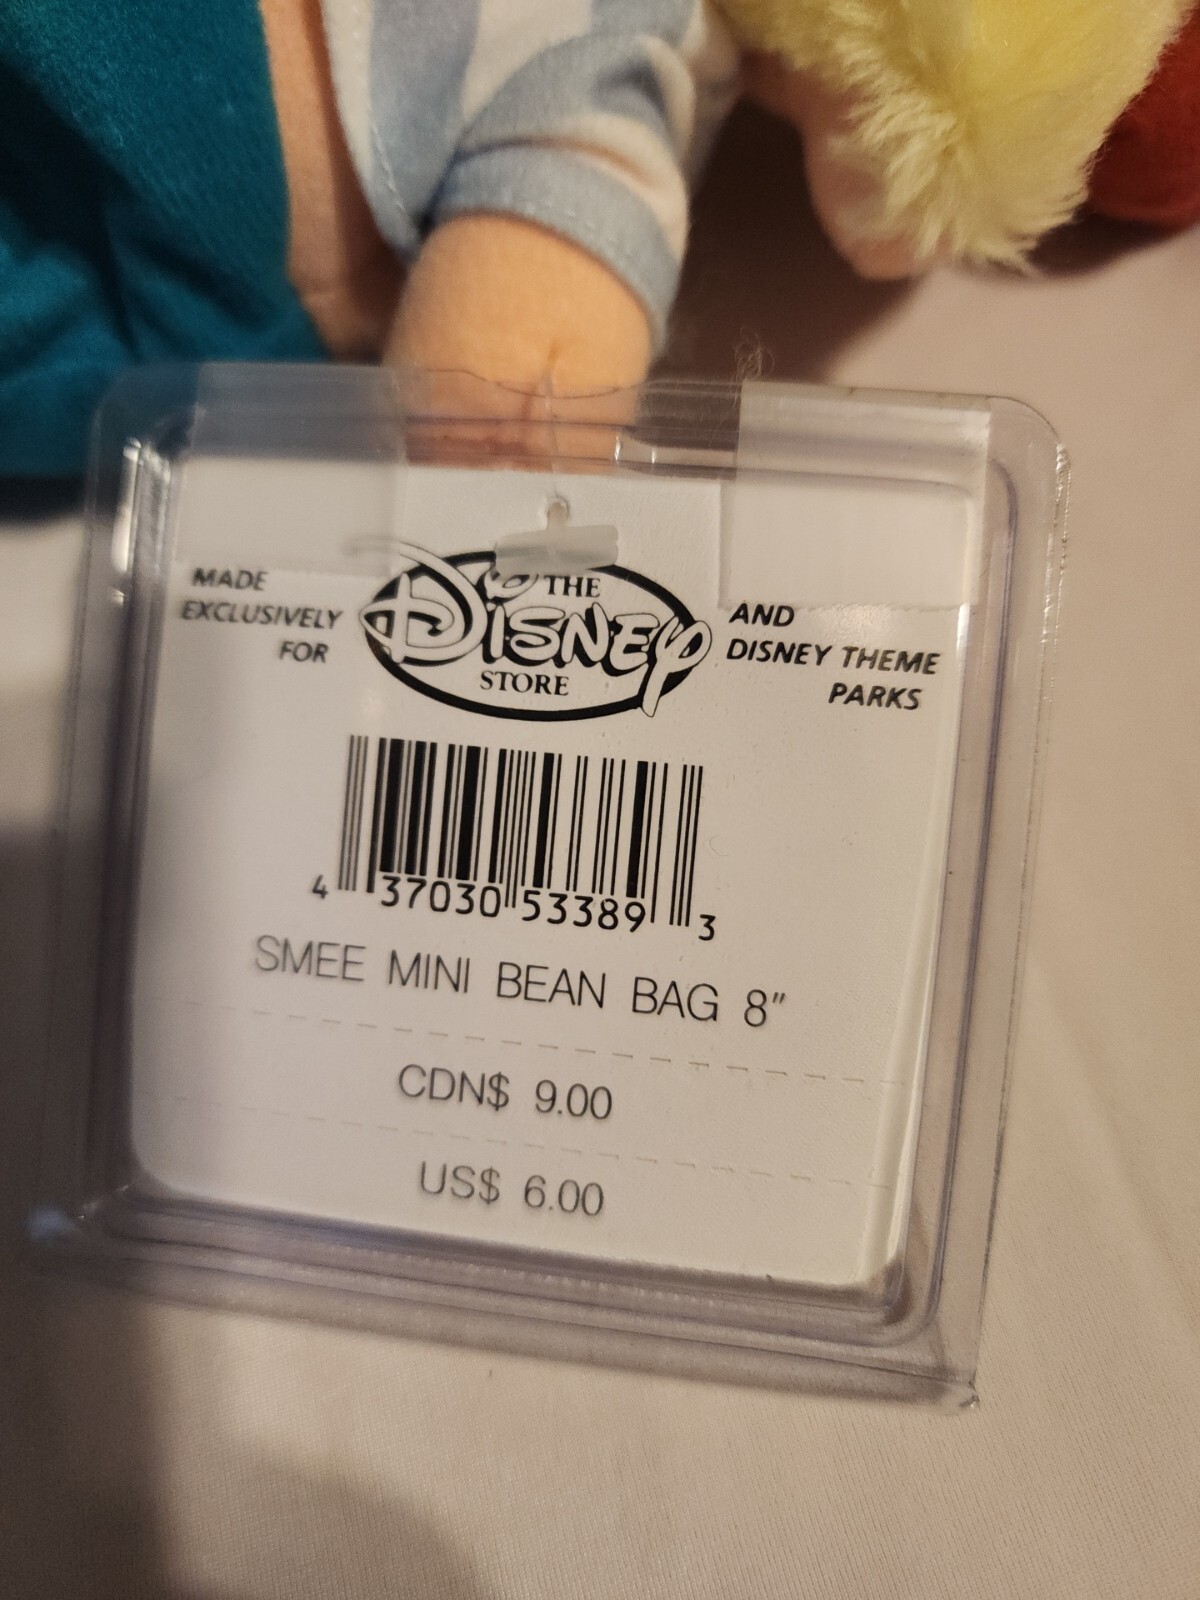 MADE
EXCLUSIVELY
FOR
THE
DISNEY
STORE
AND
DISNEY THEME
PARKS
4 37030 53389 3
SMEE MINI BEAN BAG 8"
CDN$ 9.00
US$ 6.00